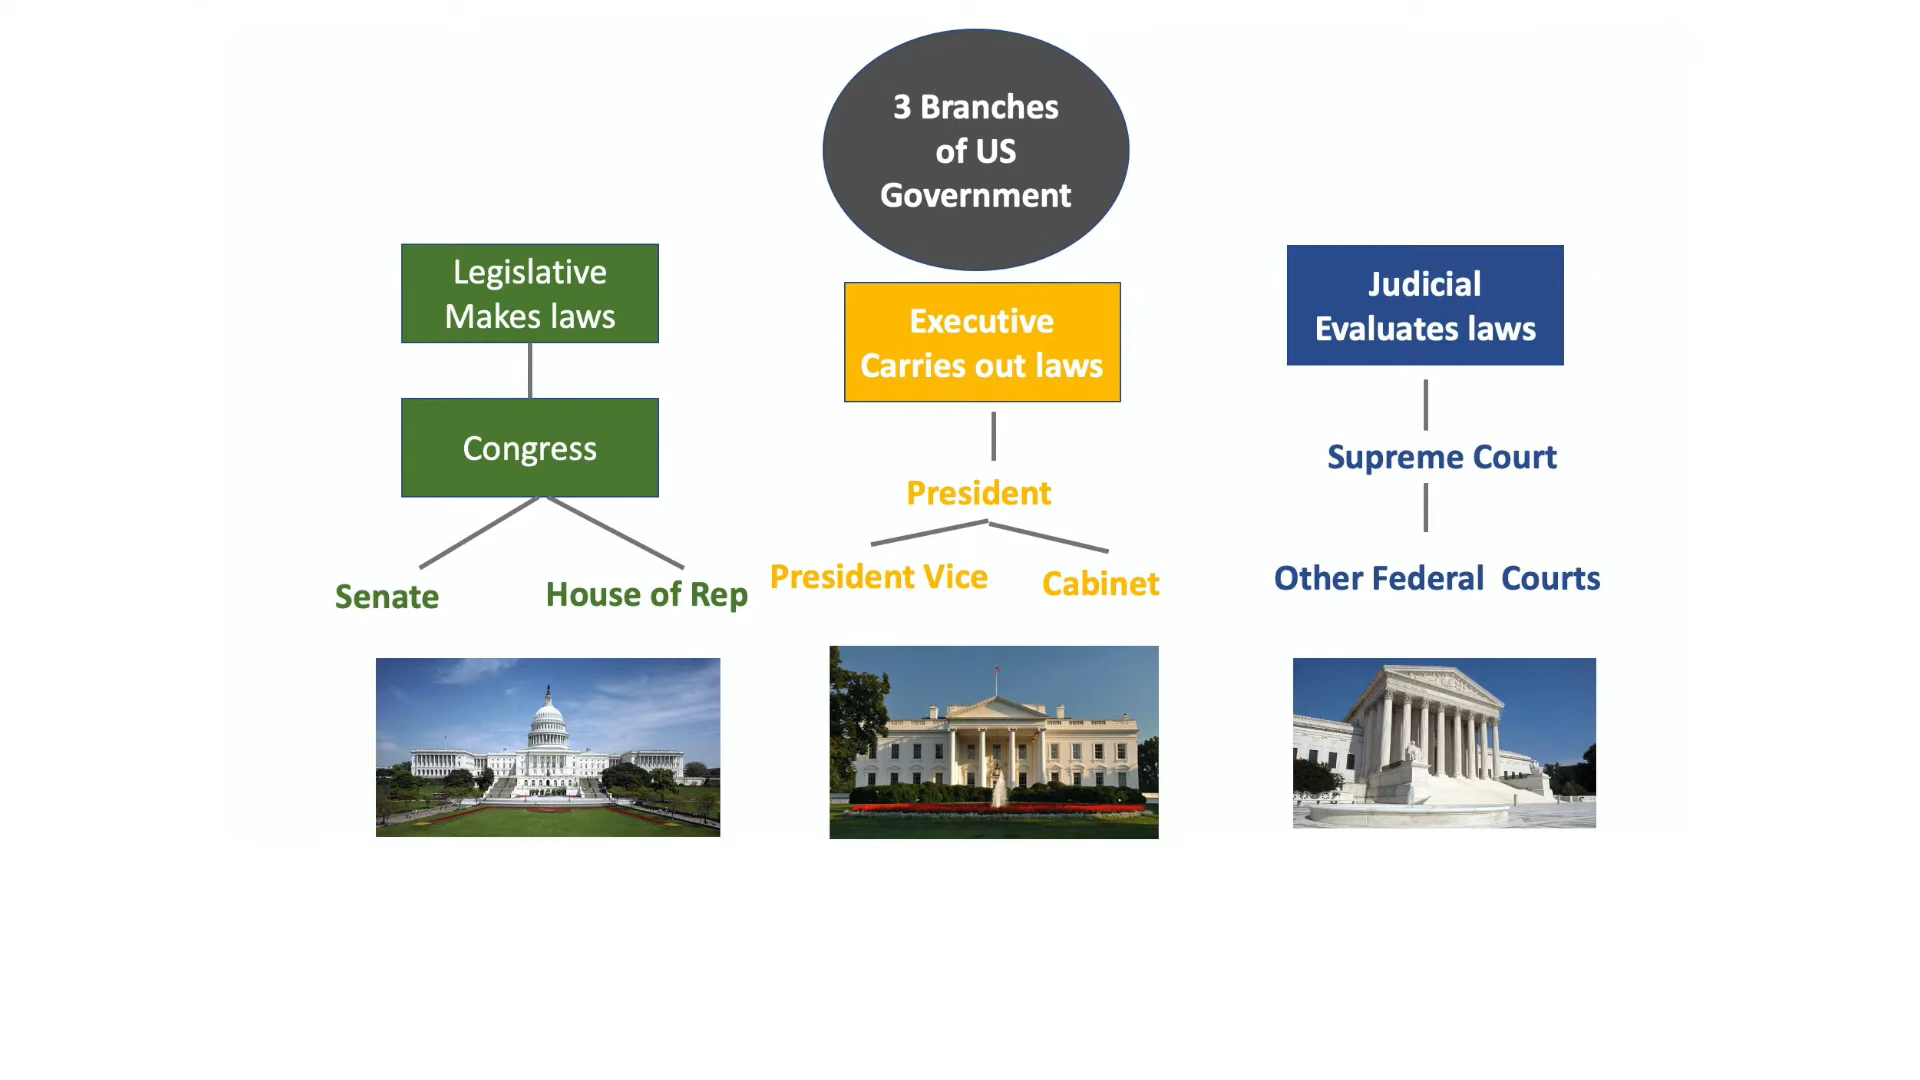 3 Branches
of US
Government
Legislative
Makes laws
Congress
Senate
House of Rep
Executive
Carries out laws
President
President Vice
Cabinet
Judicial
Evaluates laws
Supreme Court
Other Federal  Courts